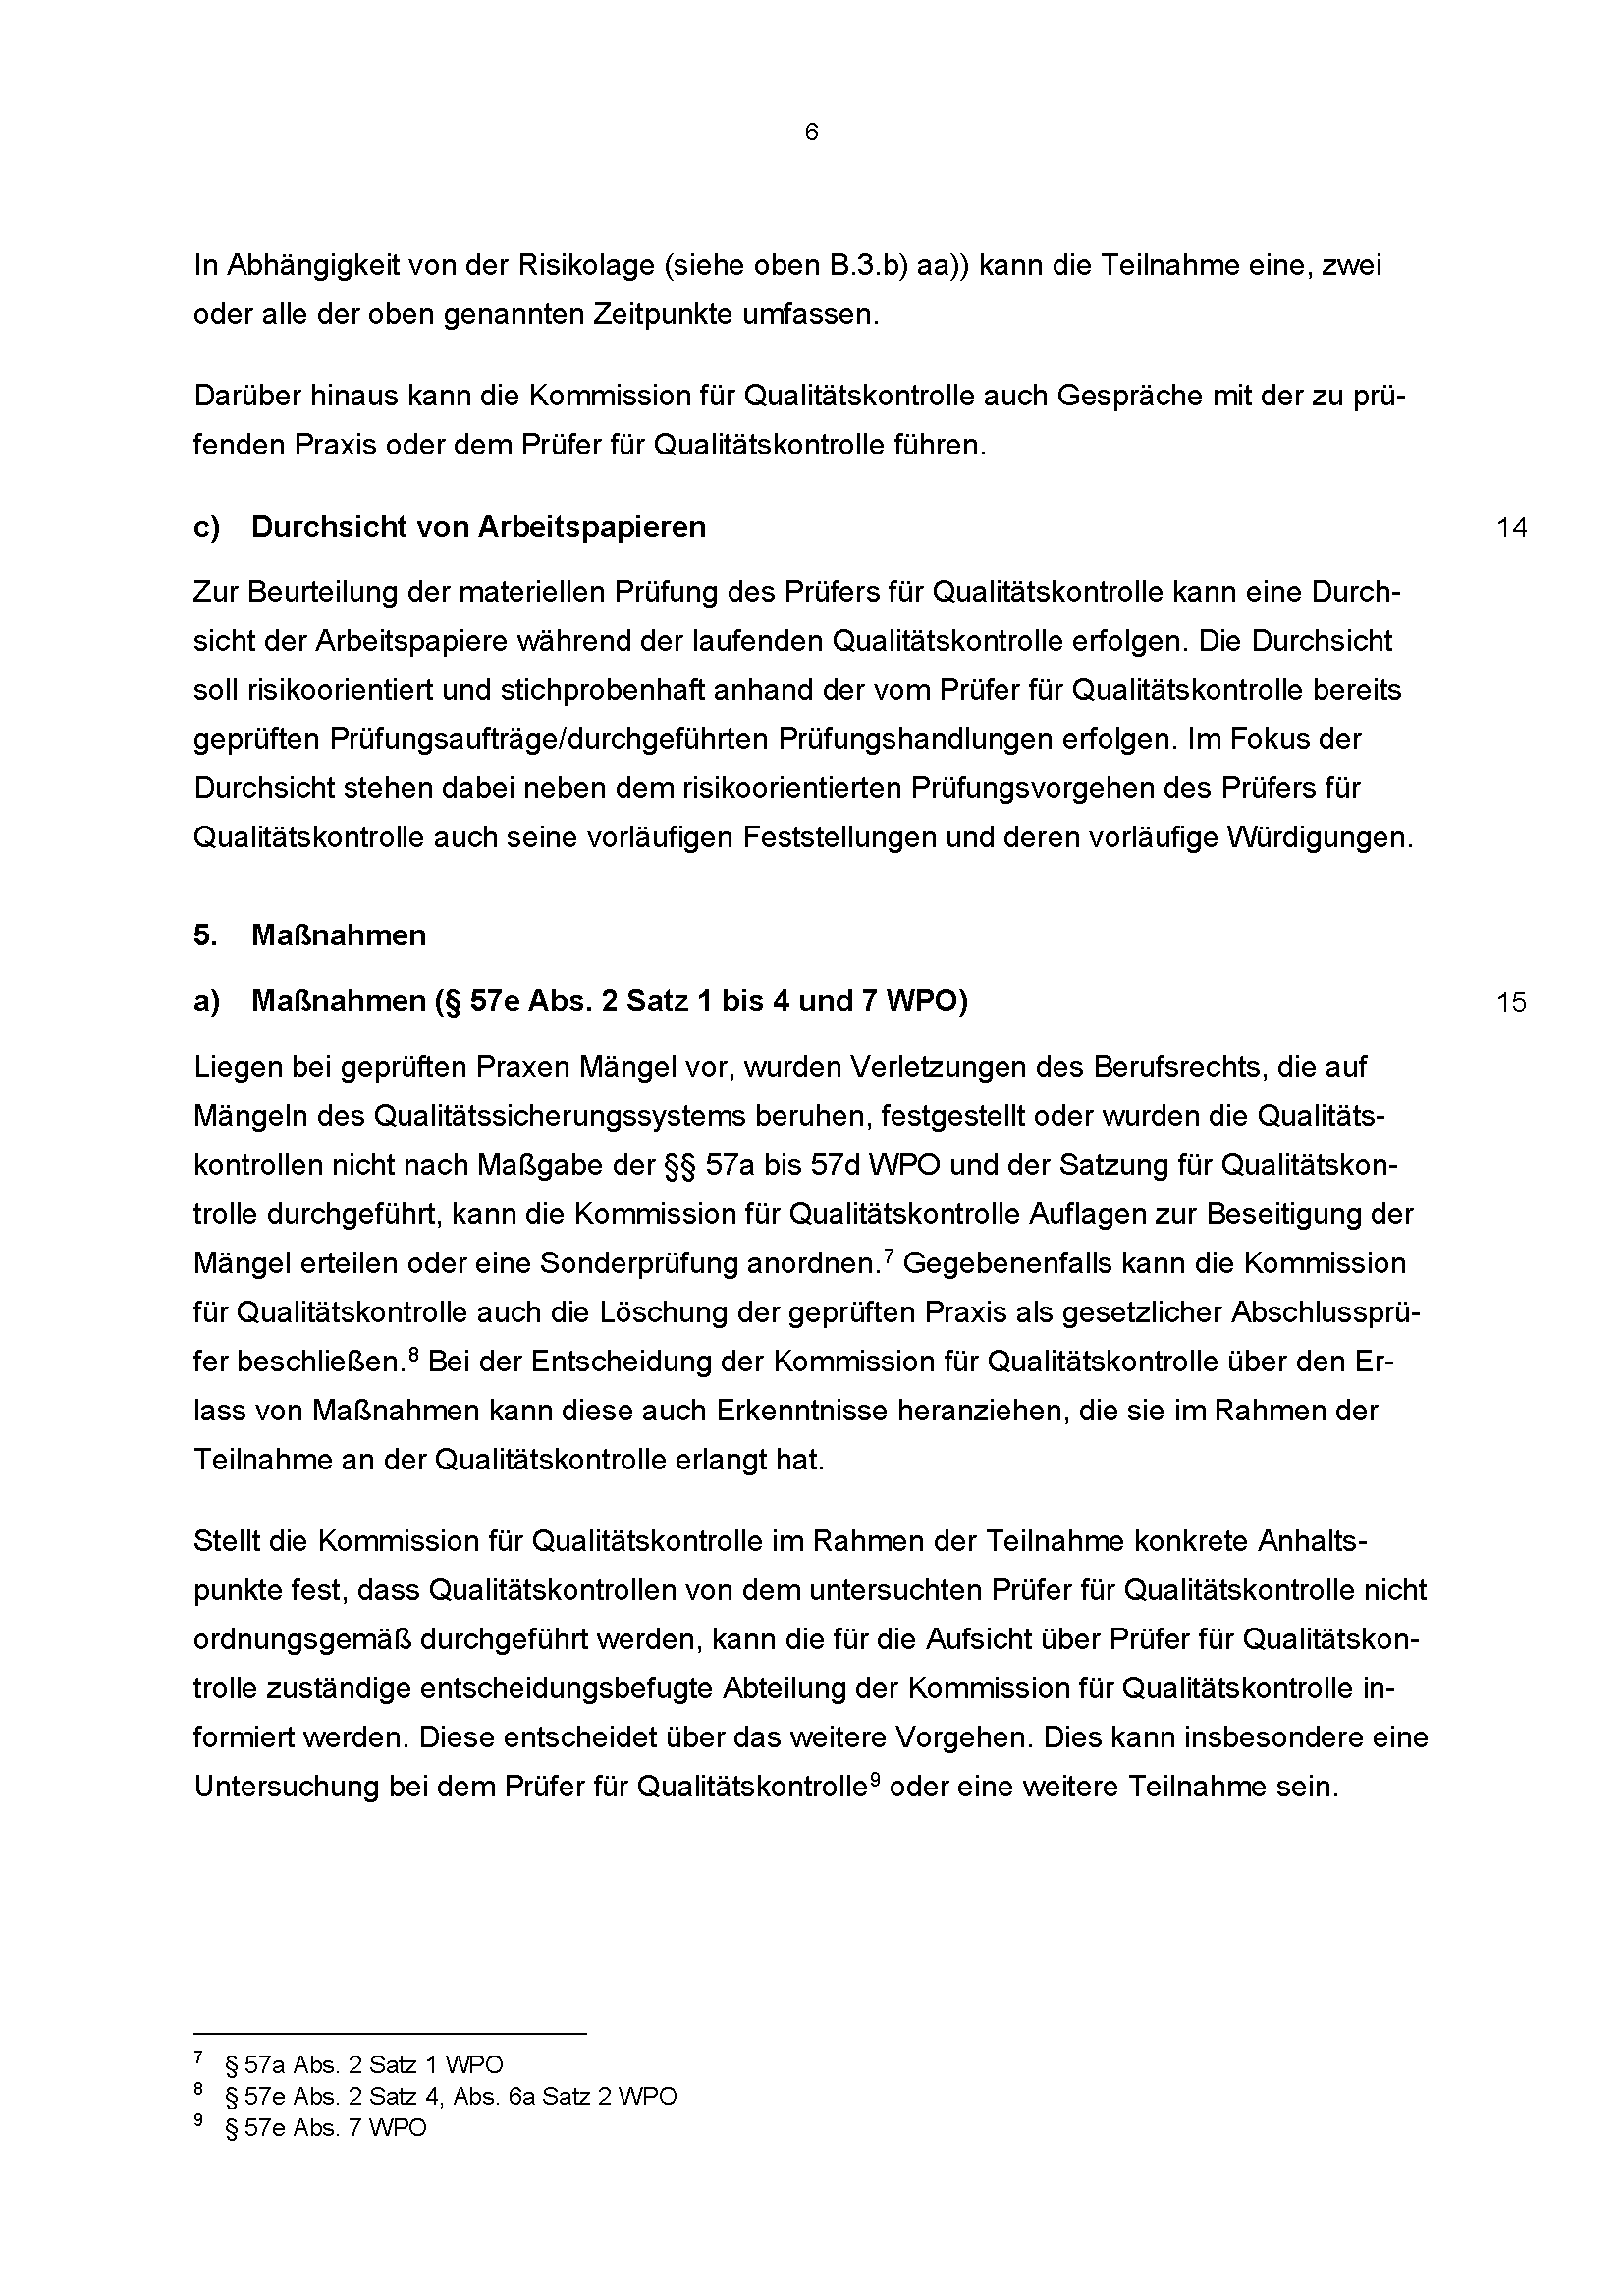 6
In Abhängigkeit von der Risikolage (siehe oben B.3.b) aa)) kann die Teilnahme eine, zwei
oder alle der oben genannten Zeitpunkte umfassen.
Darüber hinaus kann die Kommission für Qualitätskontrolle auch Gespräche mit der zu prü-
fenden Praxis oder dem Prüfer für Qualitätskontrolle führen.
c) Durchsicht von Arbeitspapieren 14
Zur Beurteilung der materiellen Prüfung des Prüfers für Qualitätskontrolle kann eine Durch-
sicht der Arbeitspapiere während der laufenden Qualitätskontrolle erfolgen. Die Durchsicht
soll risikoorientiert und stichprobenhaft anhand der vom Prüfer für Qualitätskontrolle bereits
geprüften Prüfungsaufträge/durchgeführten Prüfungshandlungen erfolgen. Im Fokus der
Durchsicht stehen dabei neben dem risikoorientierten Prüfungsvorgehen des Prüfers für
Qualitätskontrolle auch seine vorläufigen Feststellungen und deren vorläufige Würdigungen.
5. Maßnahmen
a) Maßnahmen (§ 57e Abs. 2 Satz 1 bis 4 und 7 WPO) 15
Liegen bei geprüften Praxen Mängel vor, wurden Verletzungen des Berufsrechts, die auf
Mängeln des Qualitätssicherungssystems beruhen, festgestellt oder wurden die Qualitäts-
kontrollen nicht nach Maßgabe der §§ 57a bis 57d WPO und der Satzung für Qualitätskon-
trolle durchgeführt, kann die Kommission für Qualitätskontrolle Auflagen zur Beseitigung der
Mängel erteilen oder eine Sonderprüfung anordnen.⁷ Gegebenenfalls kann die Kommission
für Qualitätskontrolle auch die Löschung der geprüften Praxis als gesetzlicher Abschlussprü-
fer beschließen.⁸ Bei der Entscheidung der Kommission für Qualitätskontrolle über den Er-
lass von Maßnahmen kann diese auch Erkenntnisse heranziehen, die sie im Rahmen der
Teilnahme an der Qualitätskontrolle erlangt hat.
Stellt die Kommission für Qualitätskontrolle im Rahmen der Teilnahme konkrete Anhalts-
punkte fest, dass Qualitätskontrollen von dem untersuchten Prüfer für Qualitätskontrolle nicht
ordnungsgemäß durchgeführt werden, kann die für die Aufsicht über Prüfer für Qualitätskon-
trolle zuständige entscheidungsbefugte Abteilung der Kommission für Qualitätskontrolle in-
formiert werden. Diese entscheidet über das weitere Vorgehen. Dies kann insbesondere eine
Untersuchung bei dem Prüfer für Qualitätskontrolle⁹ oder eine weitere Teilnahme sein.
⁷ § 57a Abs. 2 Satz 1 WPO
⁸ § 57e Abs. 2 Satz 4, Abs. 6a Satz 2 WPO
⁹ § 57e Abs. 7 WPO